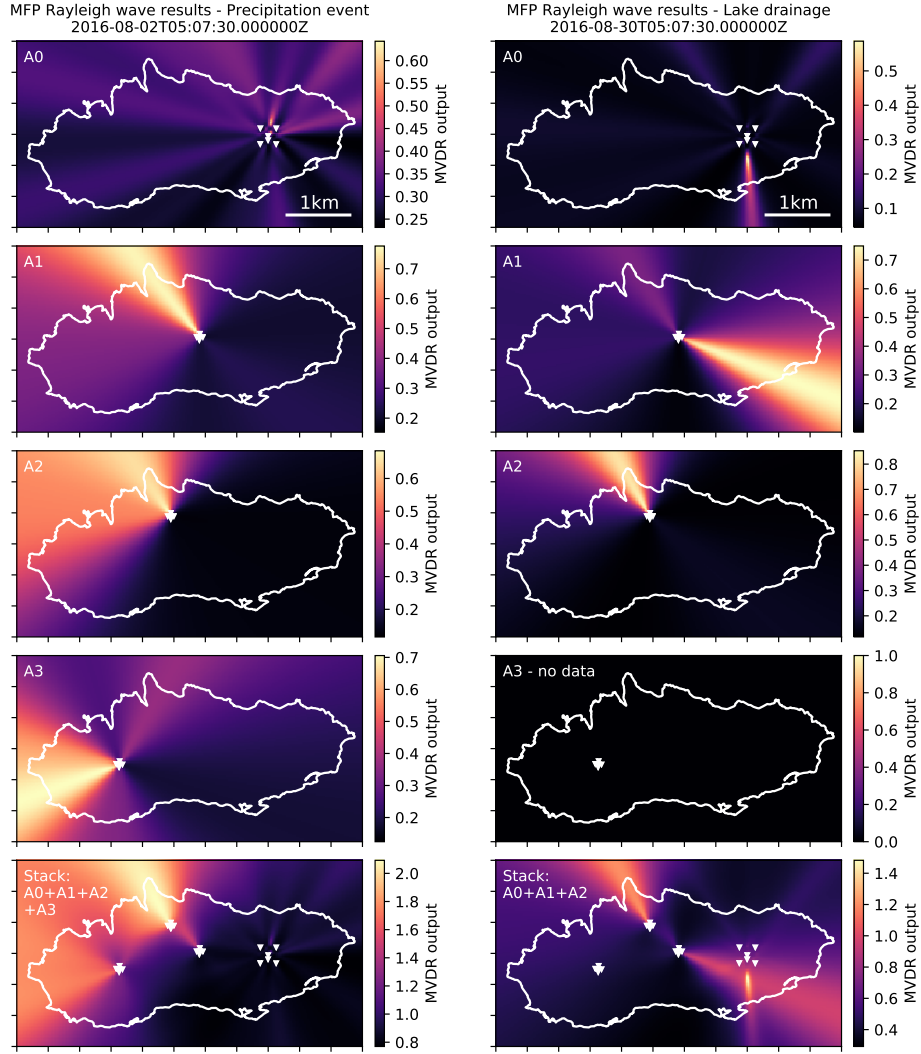 MFP Rayleigh wave results - Precipitation event
2016-08-02T05:07:30.000000Z
MFP Rayleigh wave results - Lake drainage
2016-08-30T05:07:30.000000Z
A0
1km
0.60
0.55
0.50
0.45
0.40
0.35
0.30
0.25
MVDR output
A0
1km
0.5
0.4
0.3
0.2
0.1
MVDR output
A1
0.7
0.6
0.5
0.4
0.3
0.2
MVDR output
A1
0.7
0.6
0.5
0.4
0.3
0.2
MVDR output
A2
0.6
0.5
0.4
0.3
0.2
MVDR output
A2
0.8
0.7
0.6
0.5
0.4
0.3
0.2
MVDR output
A3
0.7
0.6
0.5
0.4
0.3
0.2
MVDR output
A3 - no data
1.0
0.8
0.6
0.4
0.2
0.0
MVDR output
Stack:
A0+A1+A2
+A3
2.0
1.8
1.6
1.4
1.2
1.0
0.8
MVDR output
Stack:
A0+A1+A2
1.4
1.2
1.0
0.8
0.6
0.4
MVDR output